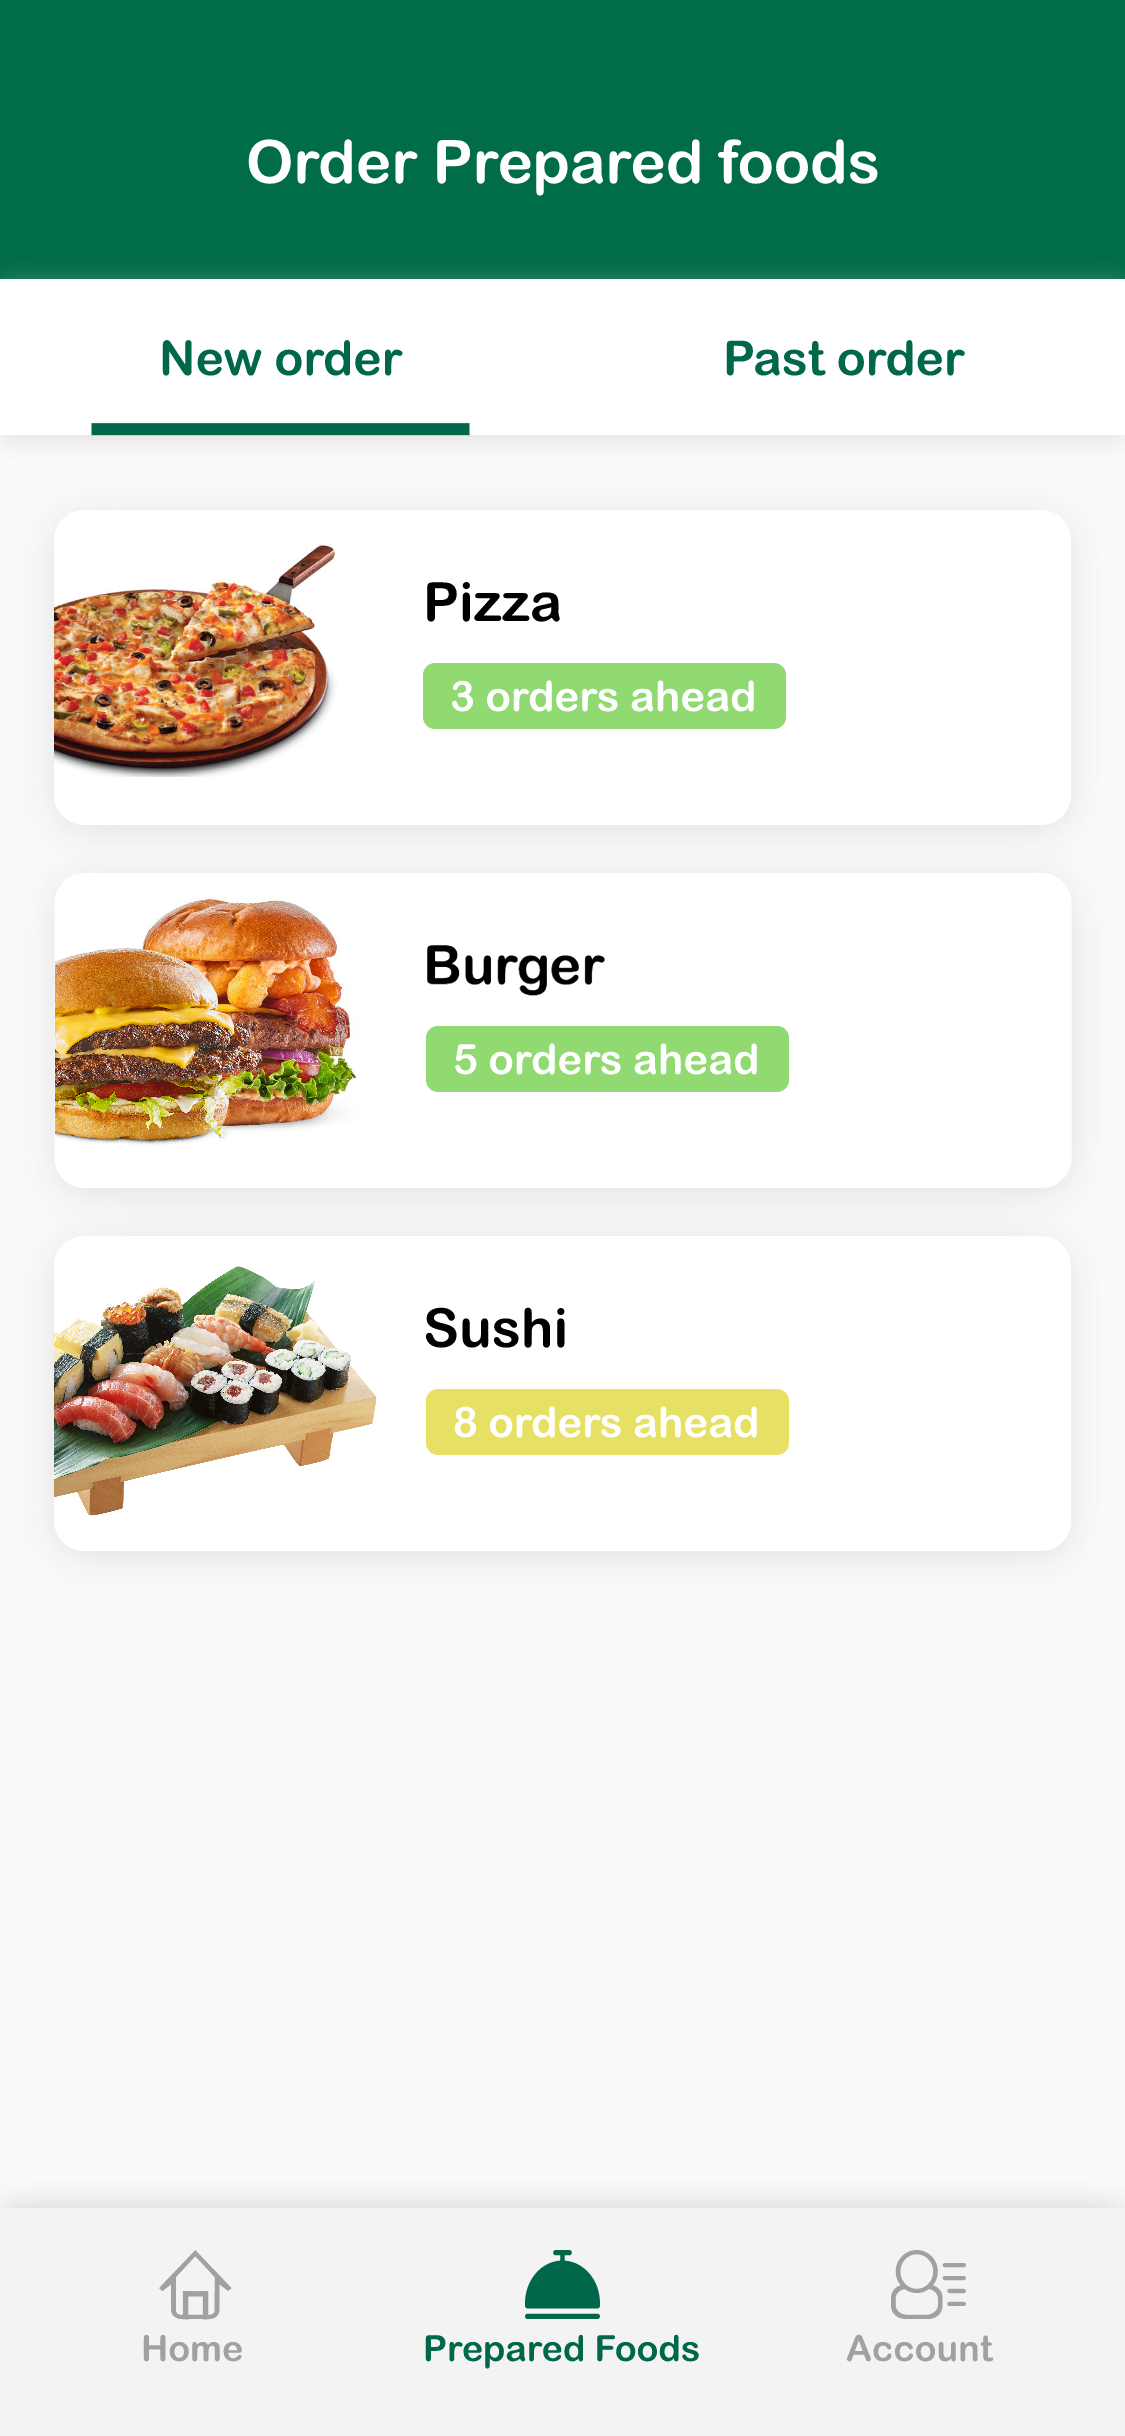 Order Prepared foods
New order
Past order
Pizza
3 orders ahead
Burger
5 orders ahead
Sushi
8 orders ahead
Home
Prepared Foods
Account